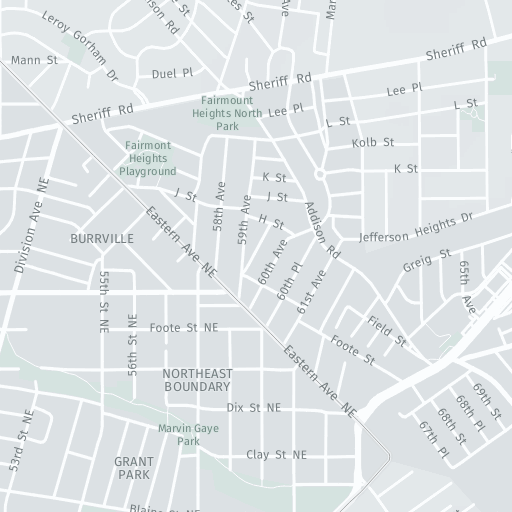 Leroy Gorham Dr
Mann St
Duel Pl
Sheriff Rd
Sheriff Rd
Sheriff Rd
Ave
Lee Pl
Lee Pl
L St
L St
Kolb St
K St
K St
Fairmount
Heights North
Park
Fairmont
Heights
Playground
J St
J St
H St
58th Ave
59th Ave
Addison Rd
Division Ave NE
BURRVILLE
Eastern Ave NE
Jefferson Heights Dr
Greig St
65th Ave
60th Ave
60th Pl
61st Ave
55th St NE
56th St NE
Foote St NE
Foote St
Field St
Eastern Ave NE
NORTHEAST
BOUNDARY
Dix St NE
Marvin Gaye
Park
53rd St NE
GRANT
PARK
Clay St NE
67th Pl
68th St
68th Pl
69th St